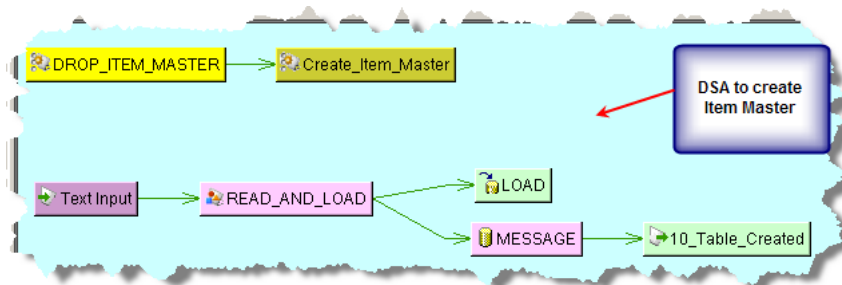 DROP_ITEM_MASTER
Create_Item_Master
DSA to create
Item Master
Text Input
READ_AND_LOAD
LOAD
MESSAGE
10_Table_Created